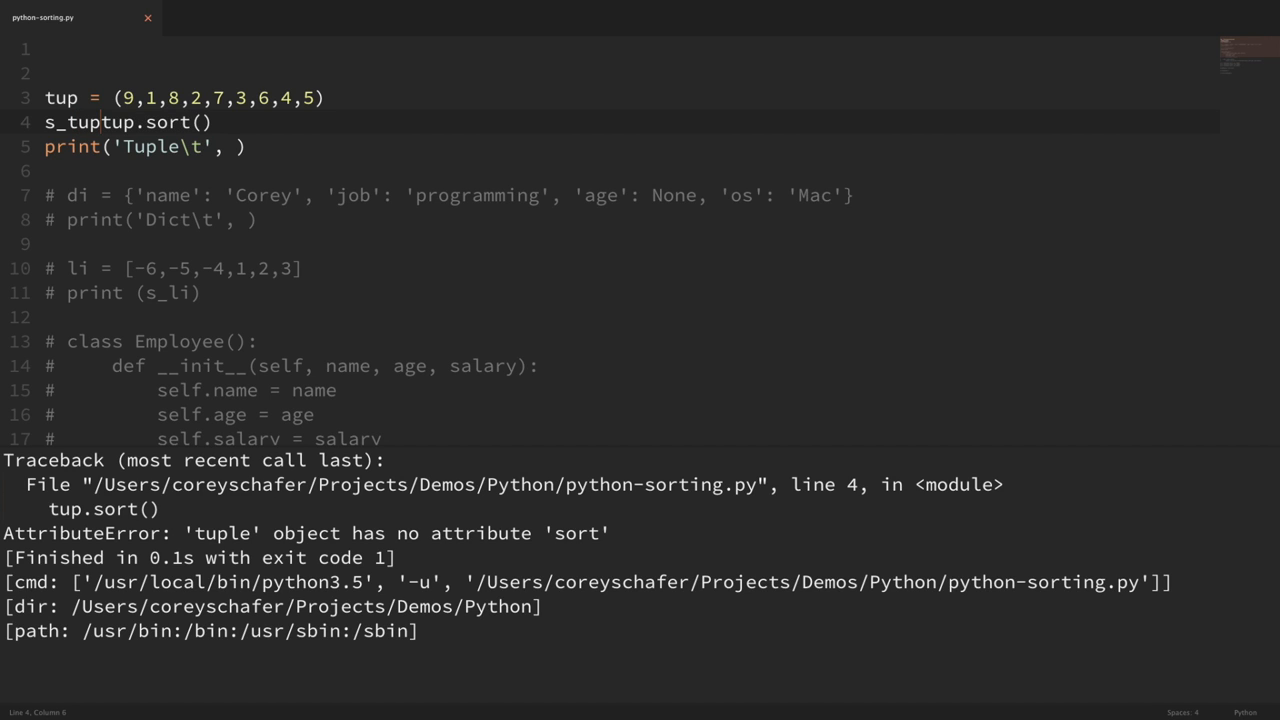 python-sorting.py ×
1
2
3 tup = (9,1,8,2,7,3,6,4,5)
4 s_tuptup.sort()
5 print('Tuple\t', )
6
7 # di = {'name': 'Corey', 'job': 'programming', 'age': None, 'os': 'Mac'}
8 # print('Dict\t', )
9
10 # li = [-6,-5,-4,1,2,3]
11 # print (s_li)
12
13 # class Employee():
14 #     def __init__(self, name, age, salary):
15 #         self.name = name
16 #         self.age = age
17 #         self.salary = salary
Traceback (most recent call last):
  File "/Users/coreyschafer/Projects/Demos/Python/python-sorting.py", line 4, in <module>
    tup.sort()
AttributeError: 'tuple' object has no attribute 'sort'
[Finished in 0.1s with exit code 1]
[cmd: ['/usr/local/bin/python3.5', '-u', '/Users/coreyschafer/Projects/Demos/Python/python-sorting.py']]
[dir: /Users/coreyschafer/Projects/Demos/Python]
[path: /usr/bin:/bin:/usr/sbin:/sbin]
Line 4, Column 6 Spaces: 4 Python